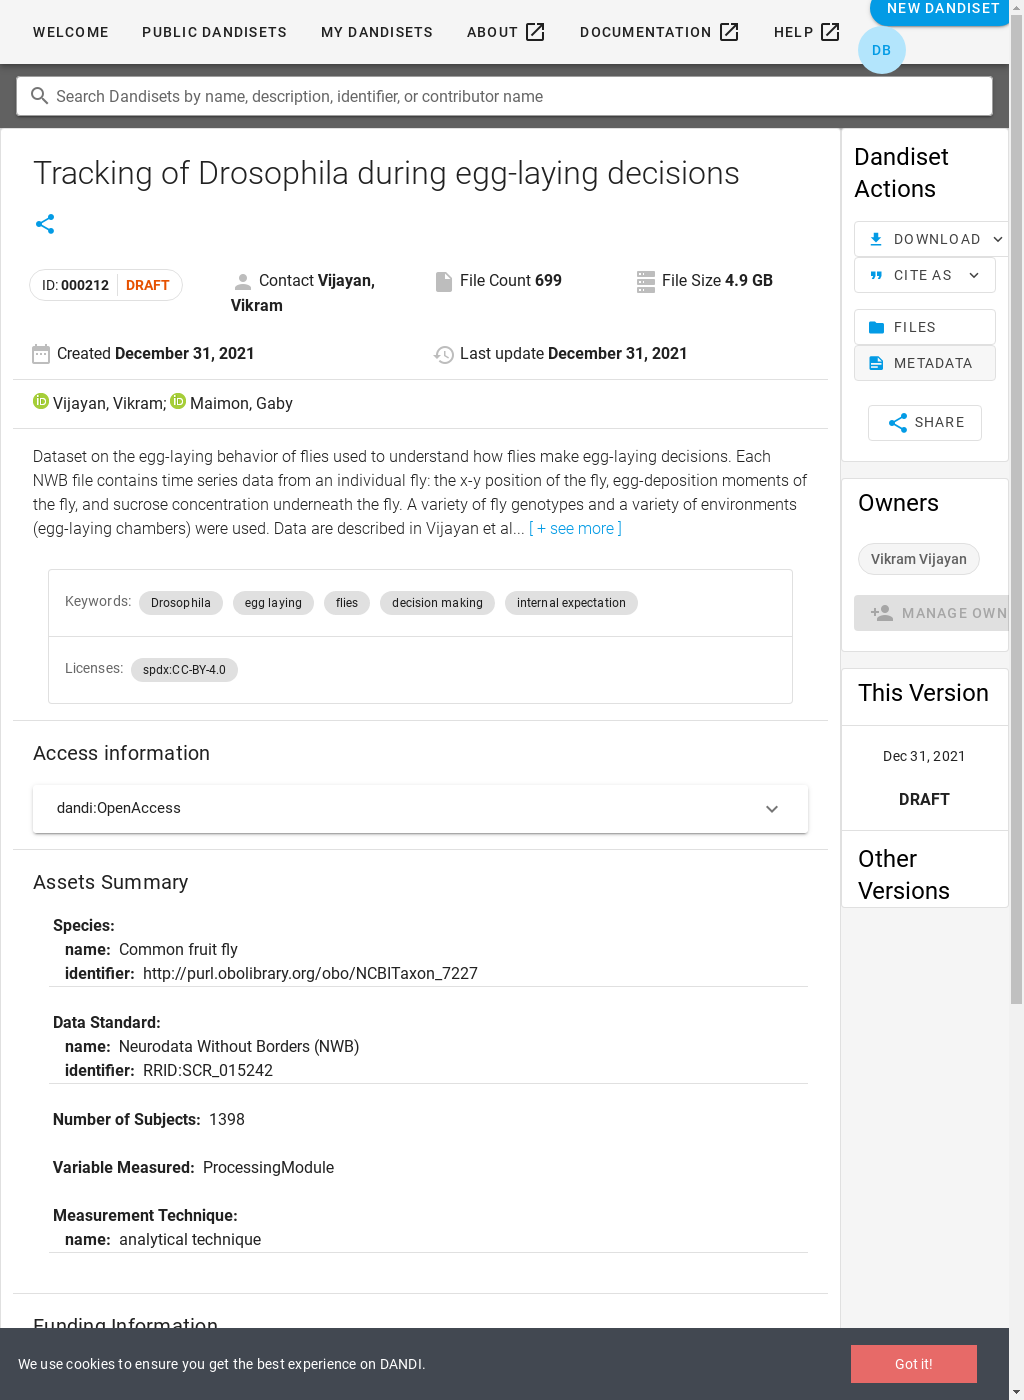 WELCOME PUBLIC DANDISETS MY DANDISETS ABOUT DOCUMENTATION HELP NEW DANDISET
DB
Search Dandisets by name, description, identifier, or contributor name
Tracking of Drosophila during egg-laying decisions
ID: 000212 DRAFT
Contact Vijayan, Vikram
File Count 699
File Size 4.9 GB
Created December 31, 2021
Last update December 31, 2021
Vijayan, Vikram; Maimon, Gaby
Dataset on the egg-laying behavior of flies used to understand how flies make egg-laying decisions. Each
NWB file contains time series data from an individual fly: the x-y position of the fly, egg-deposition moments of
the fly, and sucrose concentration underneath the fly. A variety of fly genotypes and a variety of environments
(egg-laying chambers) were used. Data are described in Vijayan et al... [ + see more ]
Keywords: Drosophila egg laying flies decision making internal expectation
Licenses: spdx:CC-BY-4.0
Access information
dandi:OpenAccess
Assets Summary
Species:
name: Common fruit fly
identifier: http://purl.obolibrary.org/obo/NCBITaxon_7227
Data Standard:
name: Neurodata Without Borders (NWB)
identifier: RRID:SCR_015242
Number of Subjects: 1398
Variable Measured: ProcessingModule
Measurement Technique:
name: analytical technique
Funding Information
Dandiset
Actions
DOWNLOAD
CITE AS
FILES
METADATA
SHARE
Owners
Vikram Vijayan
MANAGE OWN
This Version
Dec 31, 2021
DRAFT
Other
Versions
We use cookies to ensure you get the best experience on DANDI.
Got it!